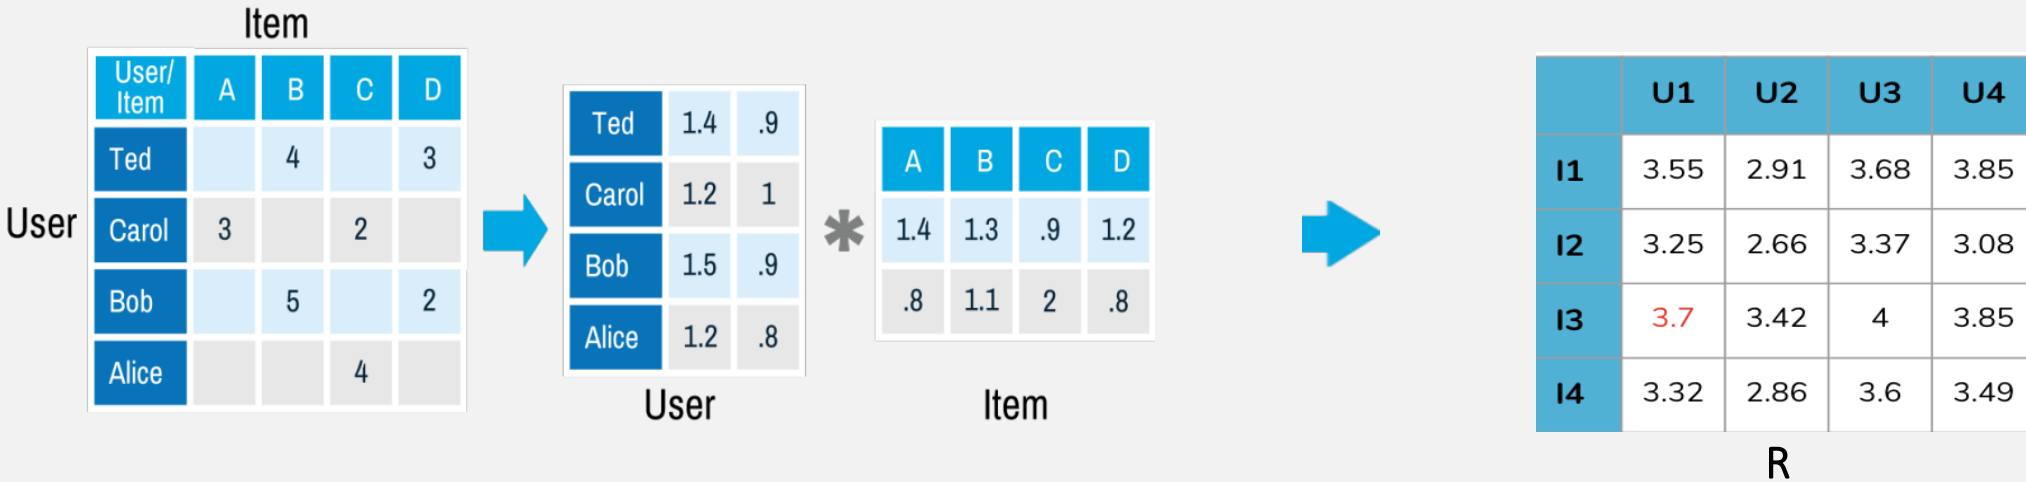 Item
User/ Item A B C D
Ted 4 3
Carol 3 2
Bob 5 2
Alice 4
User
Ted 1.4 .9
Carol 1.2 1
Bob 1.5 .9
Alice 1.2 .8
User
*
A B C D
1.4 1.3 .9 1.2
.8 1.1 2 .8
Item
U1 U2 U3 U4
I1 3.55 2.91 3.68 3.85
I2 3.25 2.66 3.37 3.08
I3 3.7 3.42 4 3.85
I4 3.32 2.86 3.6 3.49
R